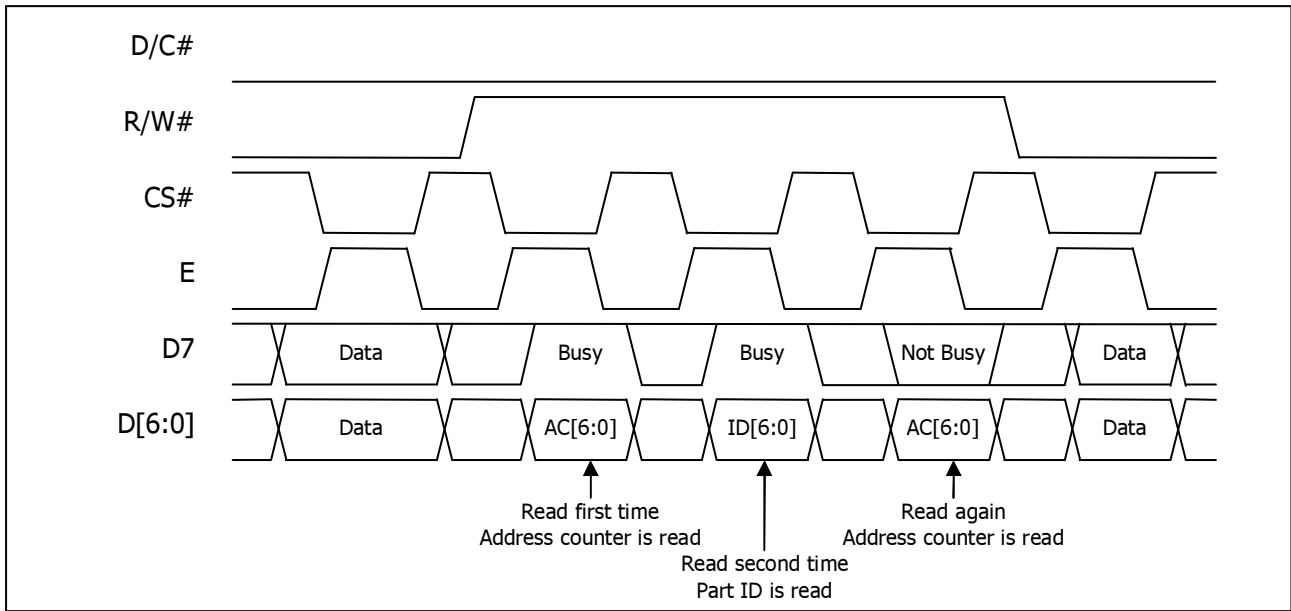 D/C#
R/W#
CS#
E
D7
Data
Busy
Busy
Not Busy
Data
D[6:0]
Data
AC[6:0]
ID[6:0]
AC[6:0]
Data
Read first time
Address counter is read
Read second time
Part ID is read
Read again
Address counter is read